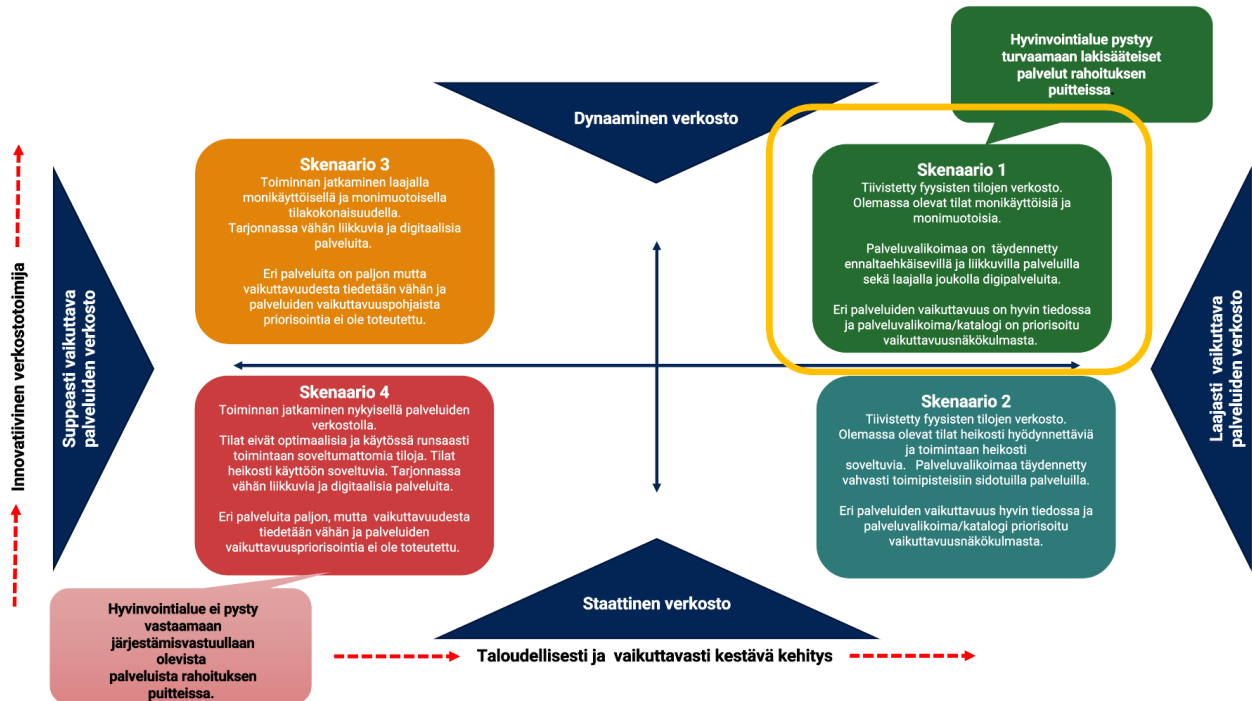 Hyvinvointialue pystyy
turvaamaan lakisääteiset
palvelut rahoituksen
puitteissa.
Dynaaminen verkosto
Skenaario 3
Toiminnan jatkaminen laajalla
monikäyttöisellä ja monimuotoisella
tilakokonaisuudella.
Tarjonnassa vähän liikkuvia ja digitaalisia
palveluita.
Eri palveluita on paljon mutta
vaikuttavuudesta tiedetään vähän ja
palveluiden vaikuttavuuspohjaista
priorisointia ei ole toteutettu.
Skenaario 1
Tiivistetty fyysisten tilojen verkosto.
Olemassa olevat tilat monikäyttöisiä ja
monimuotoisia.
Palveluvalikoimaa on täydennetty
ennaltaehkäisevillä ja liikkuvilla palveluilla
sekä laajalla joukolla digipalveluita.
Eri palveluiden vaikuttavuus on hyvin tiedossa
ja palveluvalikoima/katalogi on priorisoitu
vaikuttavuusnäkökulmasta.
Innovatiivinen verkostotoimija
Suppeasti vaikuttava
palveluiden verkosto
Laajasti vaikuttava
palveluiden verkosto
Skenaario 4
Toiminnan jatkaminen nykyisellä palveluiden
verkostolla.
Tilat eivät optimaalisia ja käytössä runsaasti
toimintaan soveltumattomia tiloja. Tilat
heikosti käyttöön soveltuvia. Tarjonnassa
vähän liikkuvia ja digitaalisia palveluita.
Eri palveluita paljon, mutta vaikuttavuudesta
tiedetään vähän ja palveluiden
vaikuttavuuspriorisointia ei ole toteutettu.
Skenaario 2
Tiivistetty fyysisten tilojen verkosto.
Olemassa olevat tilat heikosti hyödynnettäviä
ja toimintaan heikosti
soveltuvia. Palveluvalikoimaa täydennetty
vahvasti toimipisteisiin sidotuilla palveluilla.
Eri palveluiden vaikuttavuus hyvin tiedossa ja
palveluvalikoima/katalogi priorisoitu
vaikuttavuusnäkökulmasta.
Staattinen verkosto
Hyvinvointialue ei pysty
vastaamaan
järjestämisvastuullaan
olevista
palveluista rahoituksen
puitteissa.
Taloudellisesti ja vaikuttavasti kestävä kehitys